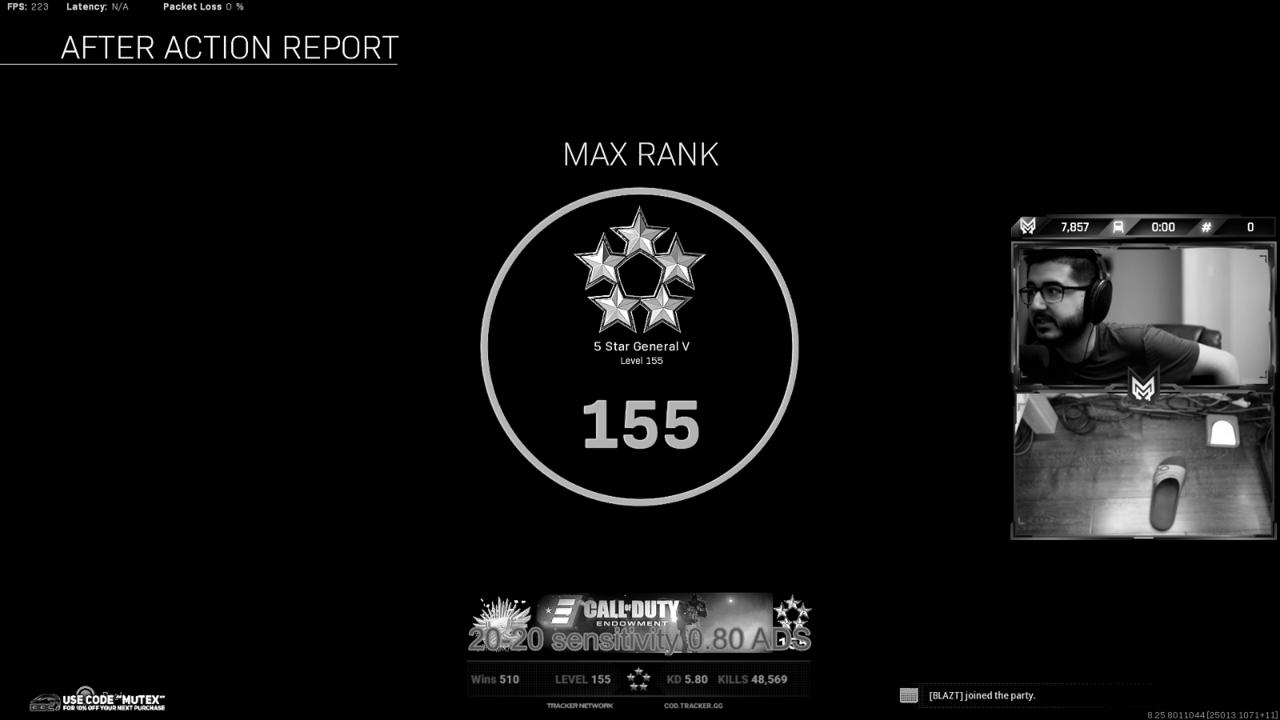 FPS: 223 Latency: N/A Packet Loss 0 %
AFTER ACTION REPORT
MAX RANK
5 Star General V
Level 155
155
7,857 0:00 # 0
CALL OF DUTY
ENDOWMENT
20-20 sensitivity 0.80 ADS
Wins 510 LEVEL 155 KD 5.80 KILLS 48,569
TRACKER NETWORK COD.TRACKER.GG
USE CODE "MUTEX"
FOR 10% OFF YOUR NEXT PURCHASE
[BLAZT] joined the party.
8.25.8011044[25013:1071+11]